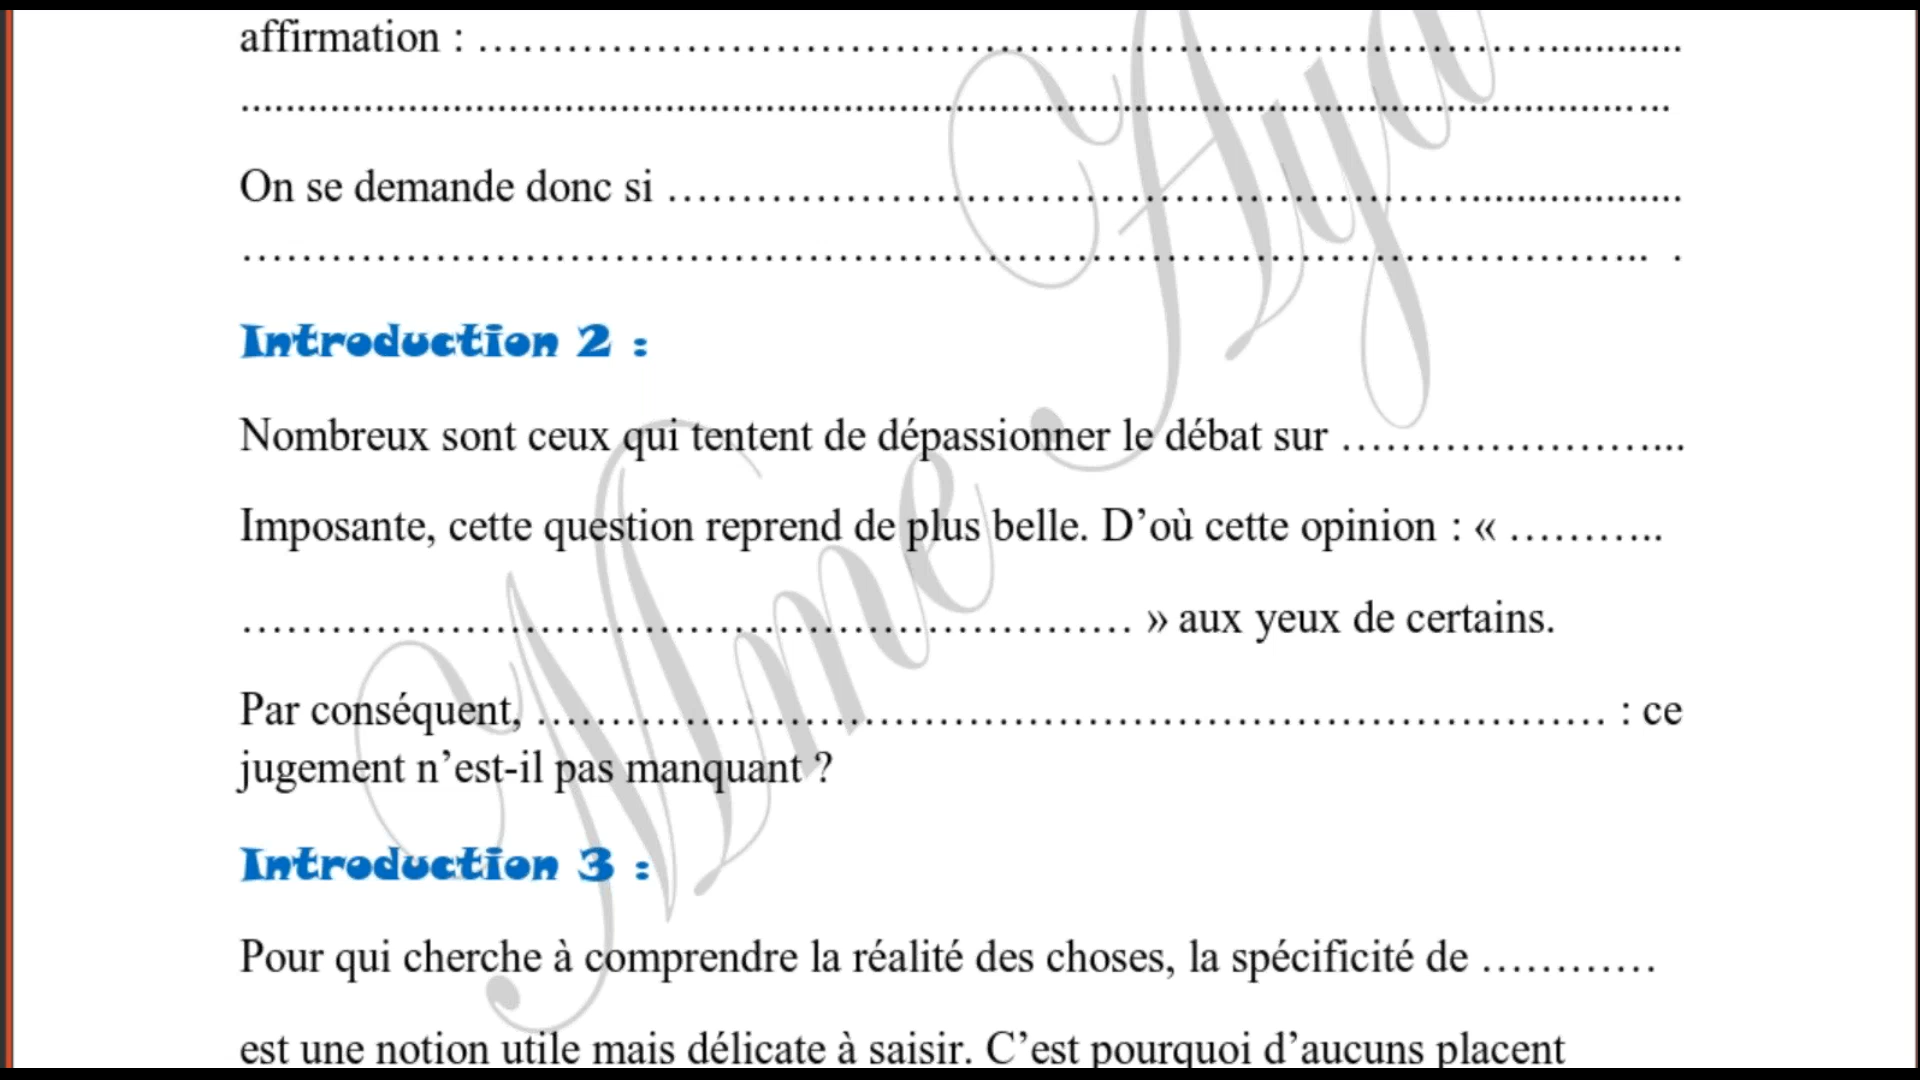 affirmation : ……………………………………………………………………………............
........................................................................................................................................
On se demande donc si ……………………………………………………....................
………………………………………………………………………………………….. .
Introduction 2 :
Nombreux sont ceux qui tentent de dépassionner le débat sur …………………...
Imposante, cette question reprend de plus belle. D’où cette opinion : « ………..
…………………………………………………………… » aux yeux de certains.
Par conséquent, …………………………………………………………………… : ce
jugement n’est-il pas manquant ?
Introduction 3 :
Pour qui cherche à comprendre la réalité des choses, la spécificité de …………
est une notion utile mais délicate à saisir. C’est pourquoi d’aucuns placent
Mme Aya